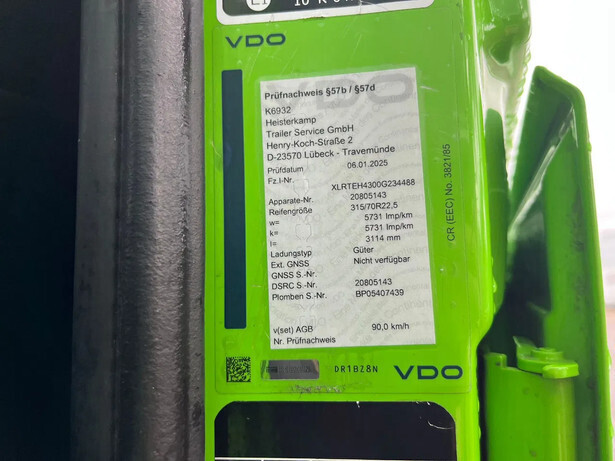 VDO
Prüfnachweis §57b / §57d
K6932
Heisterkamp
Trailer Service GmbH
Henry-Koch-Straße 2
D-23570 Lübeck - Travemünde
Prüfdatum 06.01.2025
Fz.I-Nr.
XLRTEH4300G234488
Apparate-Nr. 20805143
Reifengröße 315/70R22,5
w= 5731 Imp/km
k= 5731 Imp/km
l= 3114 mm
Ladungstyp Güter
Ext. GNSS Nicht verfügbar
GNSS S.-Nr.
DSRC S.-Nr. 20805143
Plomben S.-Nr. BP05407439
v(set) AGB 90,0 km/h
Nr. Prüfnachweis
CR (EEC) No. 3821/85
DR1BZ8N VDO